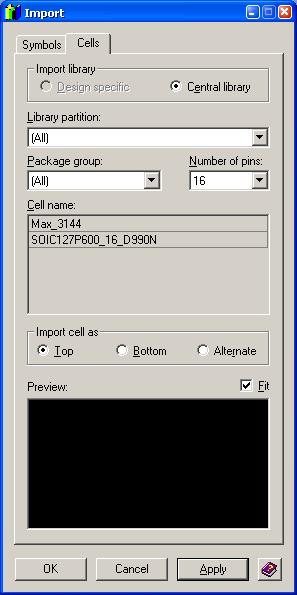 Import
Symbols Cells
Import library
Design specific Central library
Library partition:
(All)
Package group: Number of pins:
(All) 16
Cell name:
Max_3144
SOIC127P600_16_D990N
Import cell as
Top Bottom Alternate
Preview: Fit
OK Cancel Apply